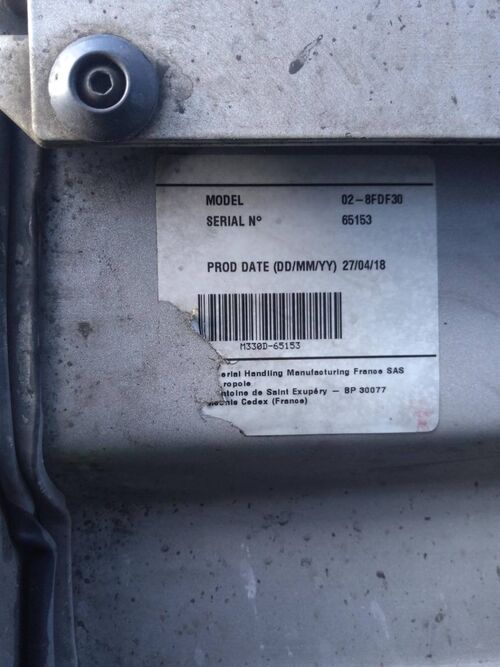 MODEL 02-8FDF30
SERIAL Nº 65153
PROD DATE (DD/MM/YY) 27/04/18
M330D-65153
erial Handling Manufacturing France SAS
ropole
ntoine de Saint Exupéry - BP 30077
Cedex (France)